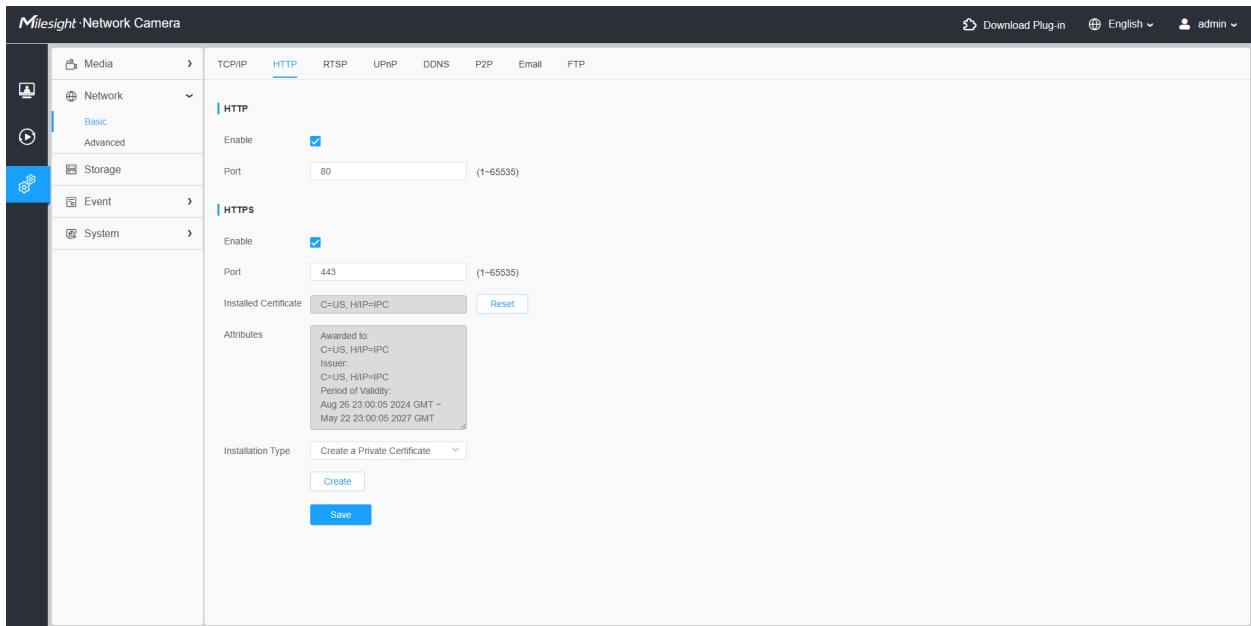 Milesight · Network Camera
Download Plug-in
English
admin
Media
Network
Basic
Advanced
Storage
Event
System
TCP/IP HTTP RTSP UPnP DDNS P2P Email FTP
HTTP
Enable
Port 80 (1~65535)
HTTPS
Enable
Port 443 (1~65535)
Installed Certificate C=US, H/IP=IPC Reset
Attributes
Awarded to:
C=US, H/IP=IPC
Issuer:
C=US, H/IP=IPC
Period of Validity:
Aug 26 23:00:05 2024 GMT ~
May 22 23:00:05 2027 GMT
Installation Type Create a Private Certificate
Create
Save